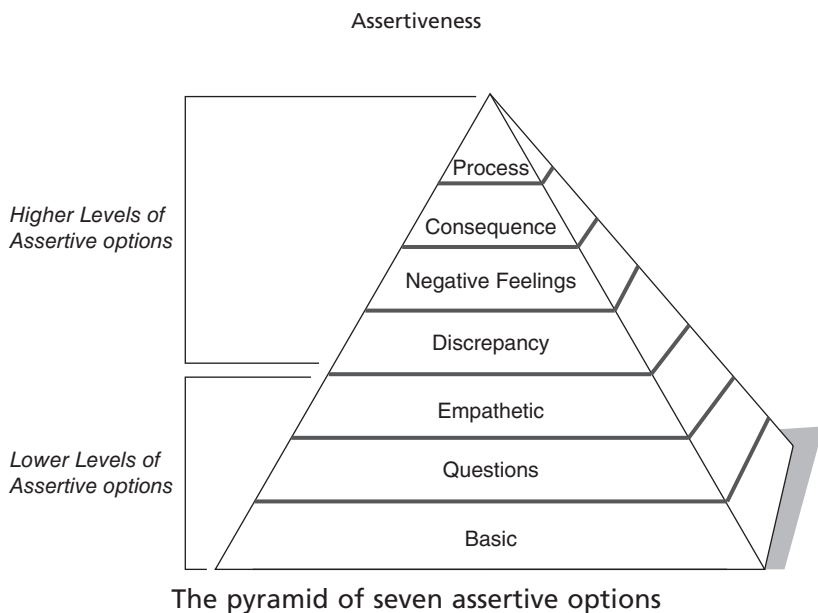 Assertiveness
Process
Consequence
Negative Feelings
Discrepancy
Empathetic
Questions
Basic
Higher Levels of
Assertive options
Lower Levels of
Assertive options
The pyramid of seven assertive options